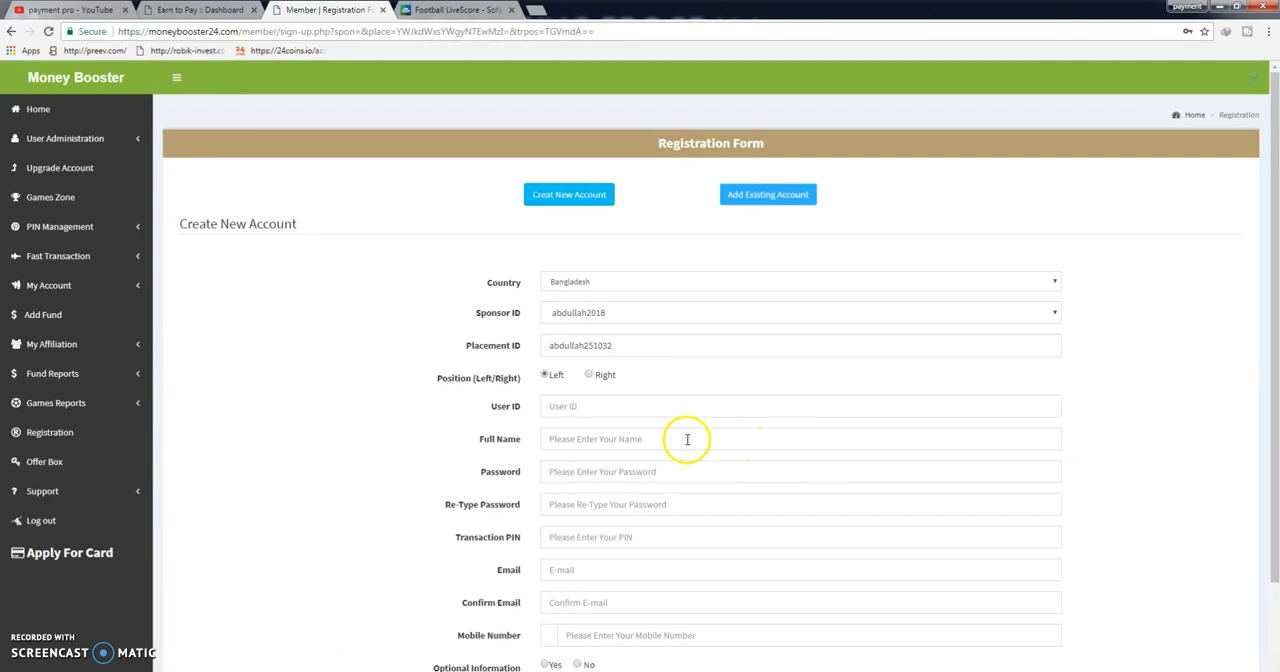 payment pro - YouTube
Earn to Pay :: Dashboard
Member | Registration F
Football LiveScore - Sofa
payment
Secure
https://moneybooster24.com/member/sign-up.php?spon=&place=YWJkdWxsYWgyNTEwMzI=&trpos=TGVmdA==
Apps
http://preev.com/
http://robik-invest.c
https://24coins.io/ac
Money Booster
Home
Registration
Registration Form
Creat New Account
Add Existing Account
Create New Account
Home
User Administration
Upgrade Account
Games Zone
PIN Management
Fast Transaction
My Account
Add Fund
My Affiliation
Fund Reports
Games Reports
Registration
Offer Box
Support
Log out
Apply For Card
Country
Bangladesh
Sponsor ID
abdullah2018
Placement ID
abdullah251032
Position (Left/Right)
Left
Right
User ID
User ID
Full Name
Please Enter Your Name
Password
Please Enter Your Password
Re-Type Password
Please Re-Type Your Password
Transaction PIN
Please Enter Your PIN
Email
E-mail
Confirm Email
Confirm E-mail
Mobile Number
Please Enter Your Mobile Number
Optional Information
Yes
No
RECORDED WITH
SCREENCAST MATIC